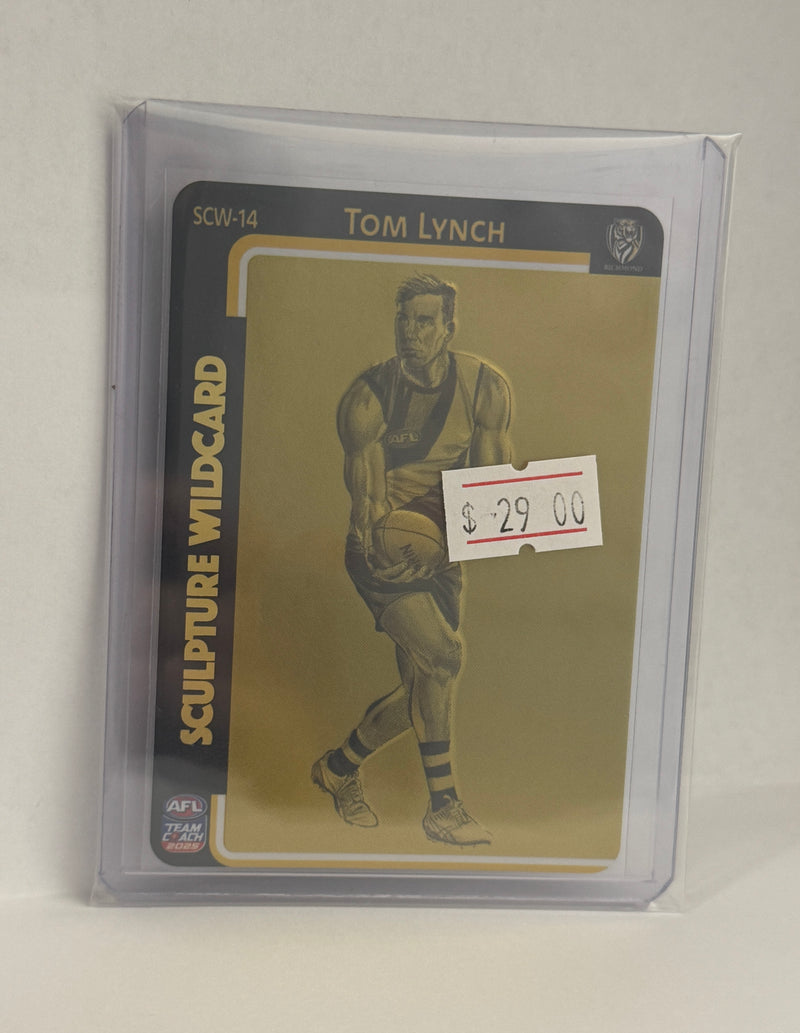 SCW-14
TOM LYNCH
RICHMOND
SCULPTURE WILDCARD
AFL
$ 29 00
AFL
TEAM
COACH
2025